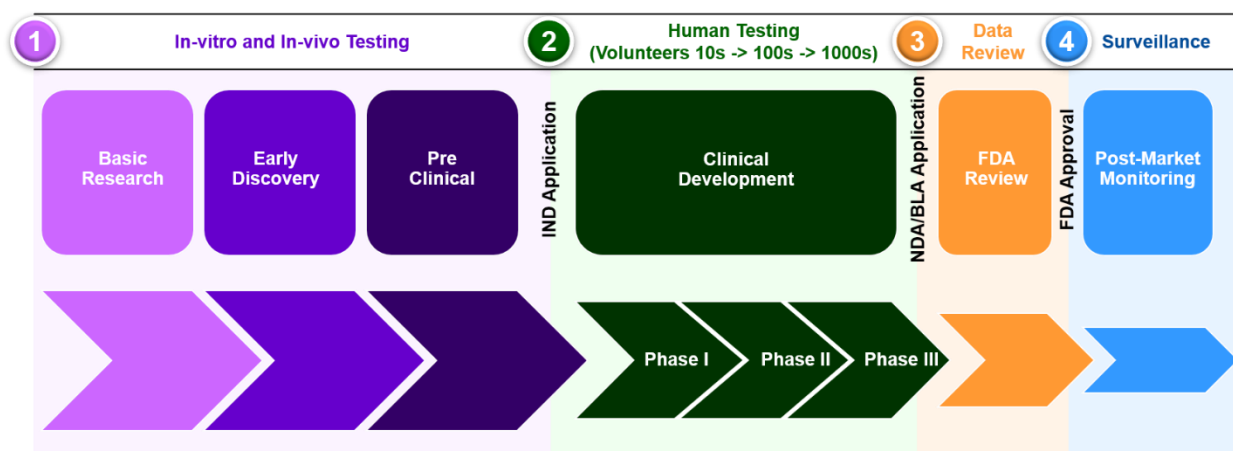 1
In-vitro and In-vivo Testing
2
Human Testing
(Volunteers 10s -> 100s -> 1000s)
3
Data
Review
4
Surveillance
Basic
Research
Early
Discovery
Pre
Clinical
IND Application
Clinical
Development
NDA/BLA Application
FDA
Review
FDA Approval
Post-Market
Monitoring
Phase I
Phase II
Phase III